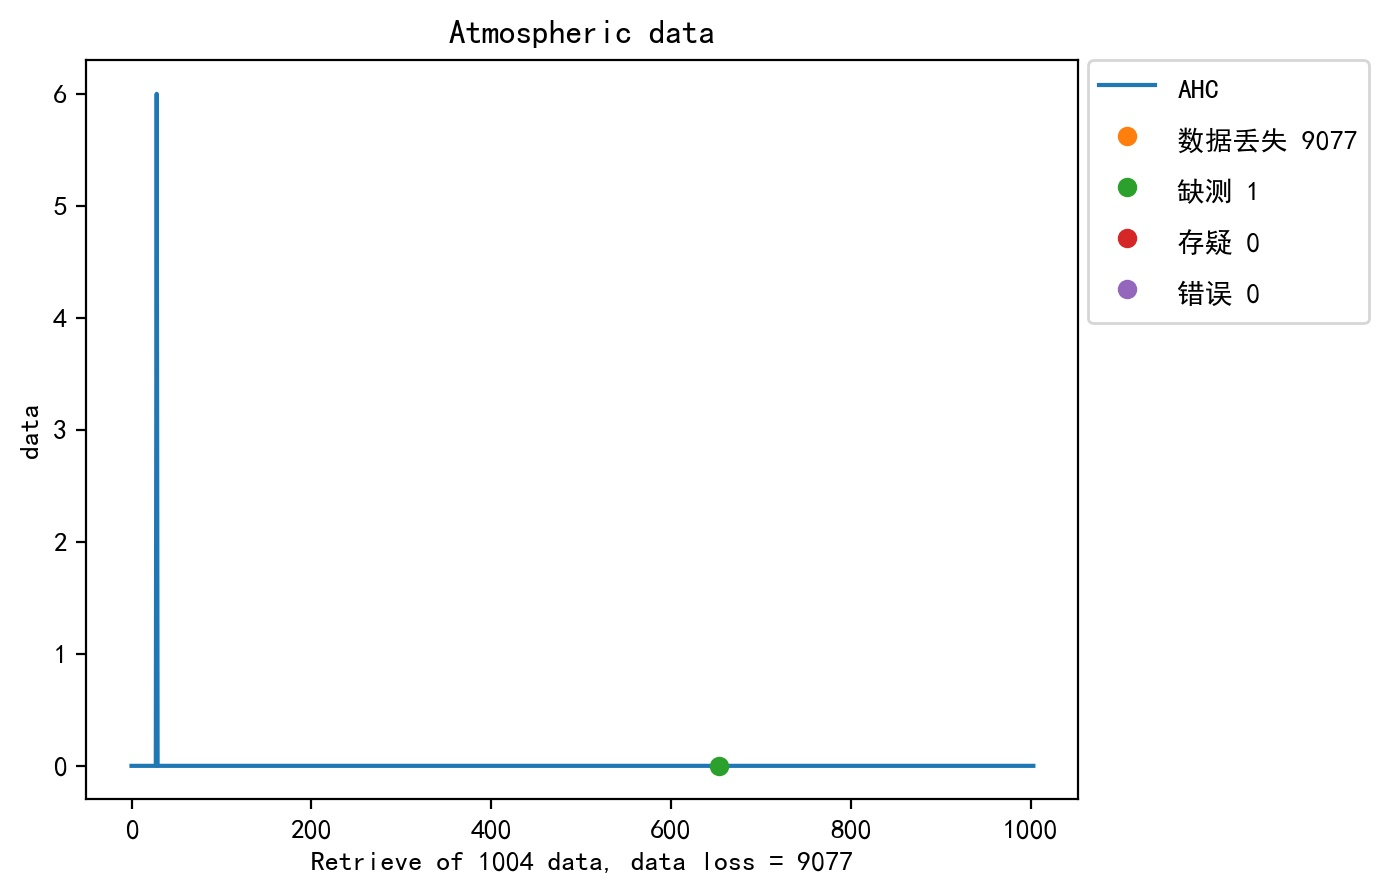 Atmospheric data
6
5
4
3
2
1
0
data
0 200 400 600 800 1000
Retrieve of 1004 data, data loss = 9077
AHC
数据丢失 9077
缺测 1
存疑 0
错误 0